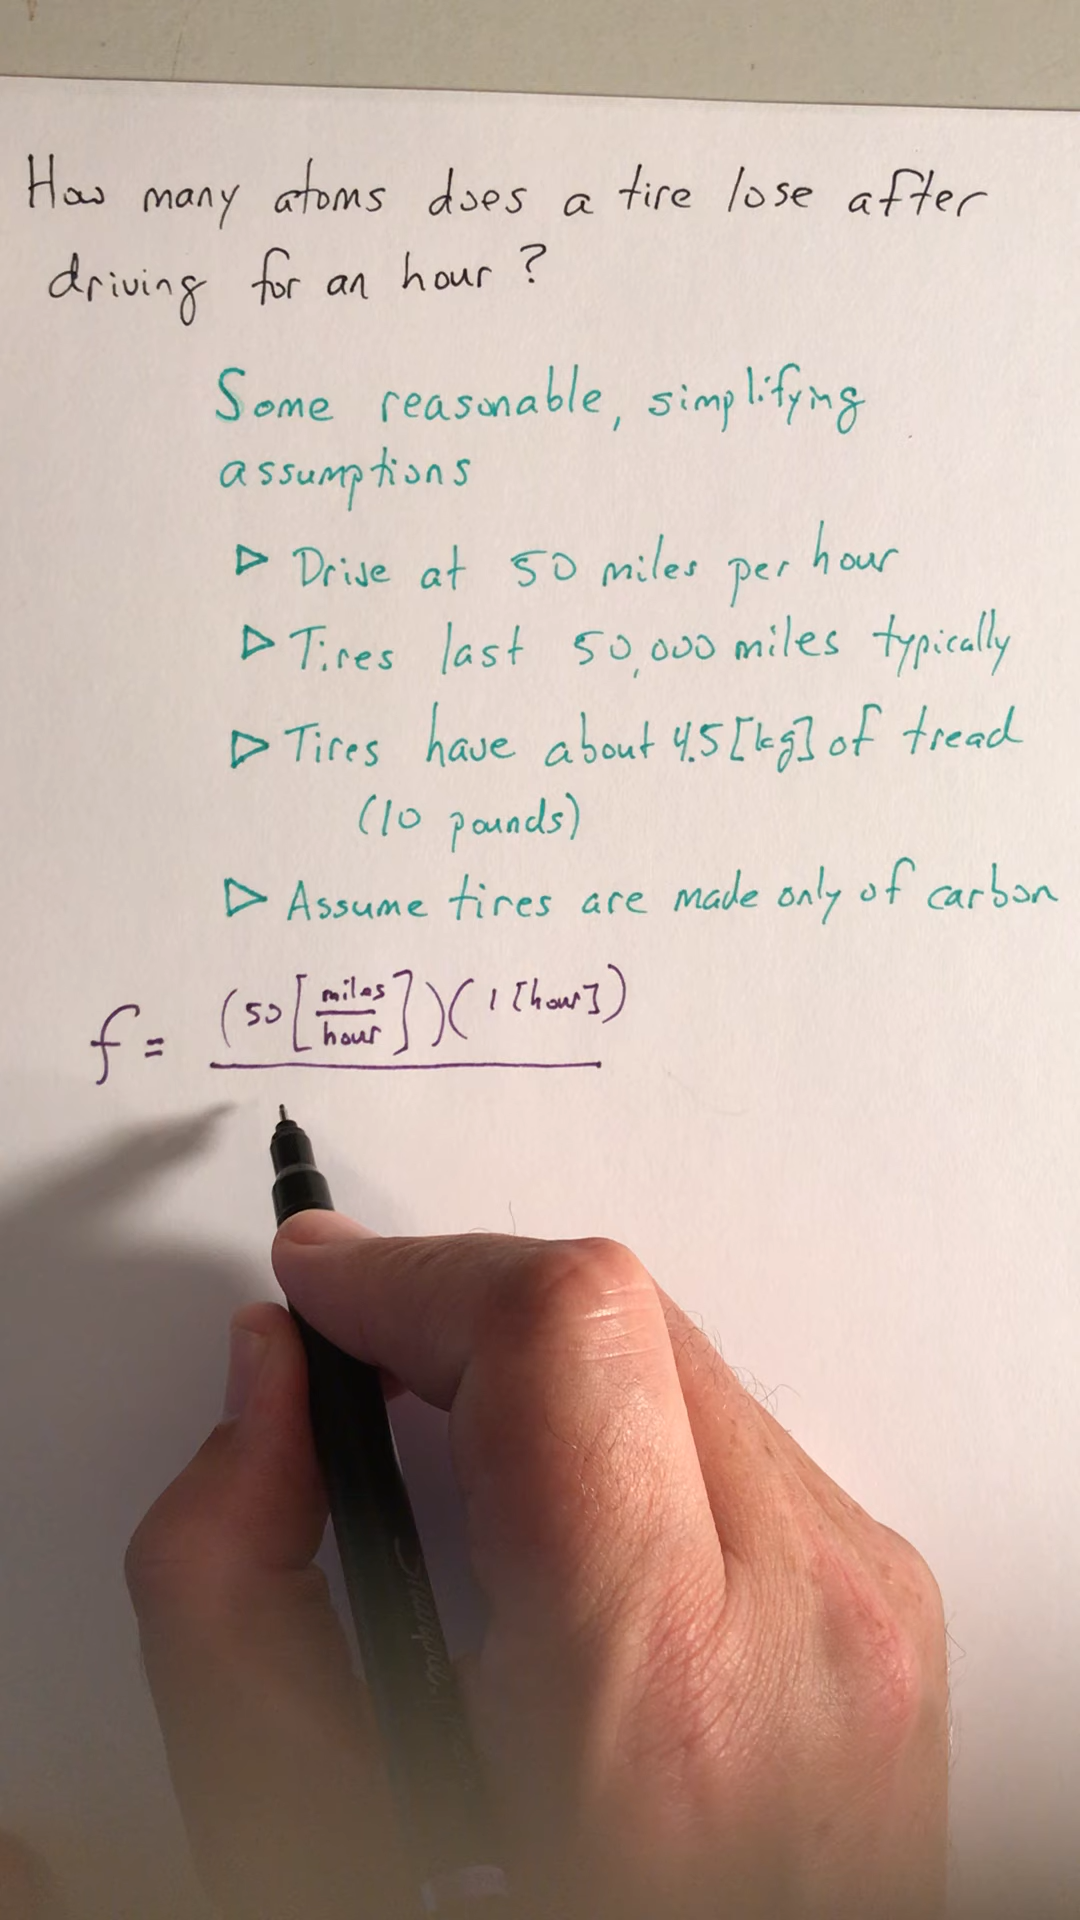 How many atoms does a tire lose after
driving for an hour?
Some reasonable, simplifying
assumptions
▷ Drive at 50 miles per hour
▷ Tires last 50,000 miles typically
▷ Tires have about 4.5 [kg] of tread
(10 pounds)
▷ Assume tires are made only of carbon
f = (50 [miles/hour])(1 [hour])